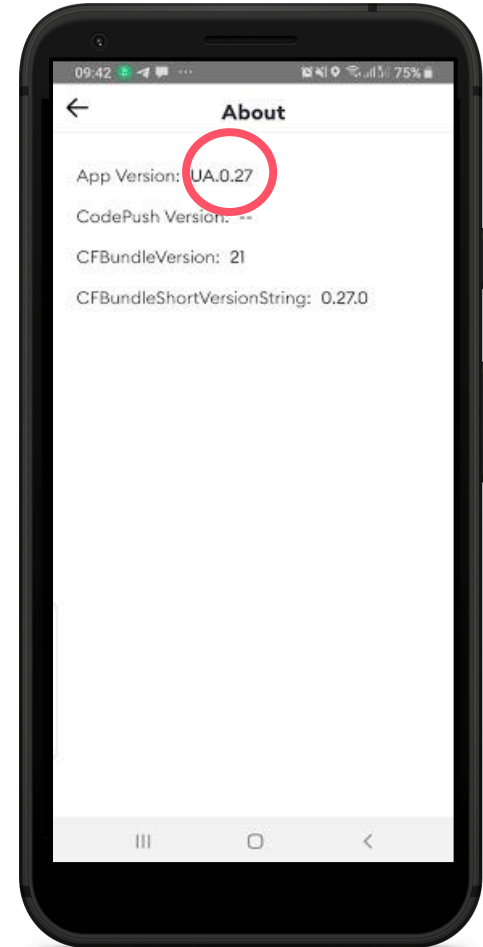 09:42 75%
About
App Version: UA.0.27
CodePush Version: --
CFBundleVersion: 21
CFBundleShortVersionString: 0.27.0